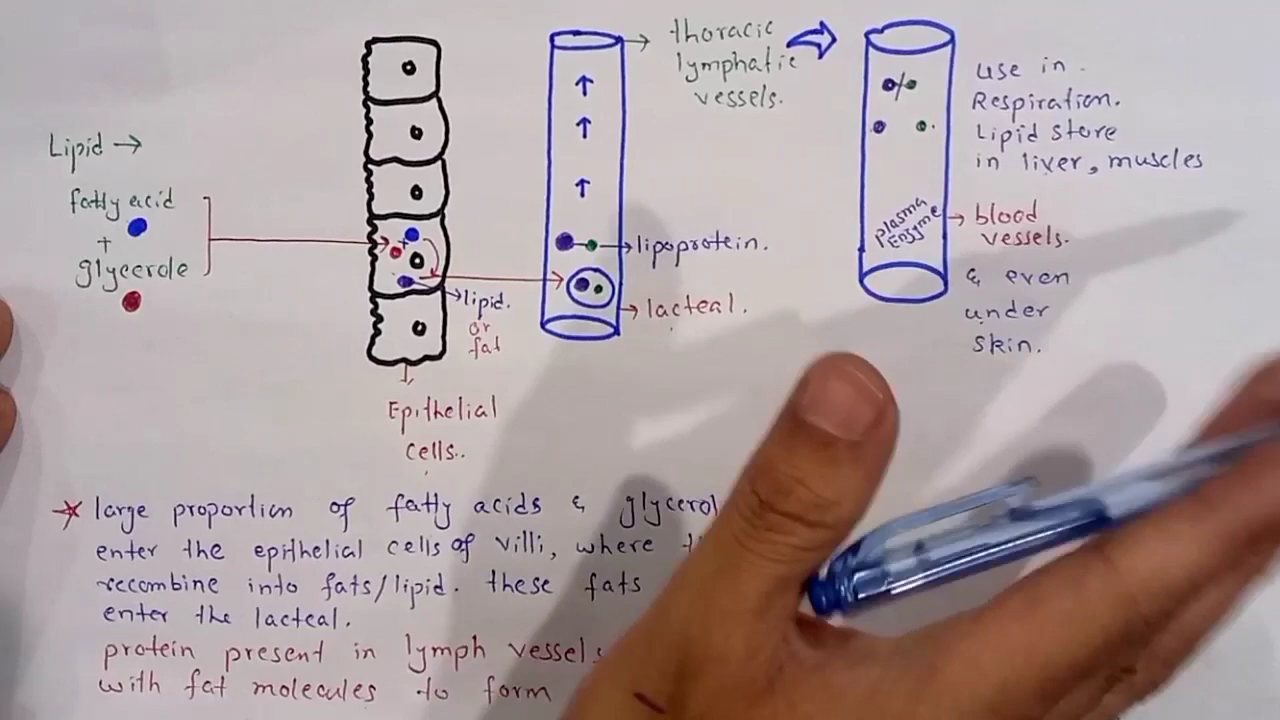 Lipid →
fatty acid
+
glycerole
lipid.
or
fat
Epithelial
cells..
thoracic
lymphatic
vessels.
lipoprotein.
lacteal.
plasma
Enzyme
use in
Respiration.
Lipid store
in liver, muscles
blood
vessels.
& even
under
skin.
* large proportion of fatty acids & glycerol
enter the epithelial cells of villi, where
recombine into fats/lipid. these fats
enter the lacteal.
protein present in lymph vessels
with fat molecules to form